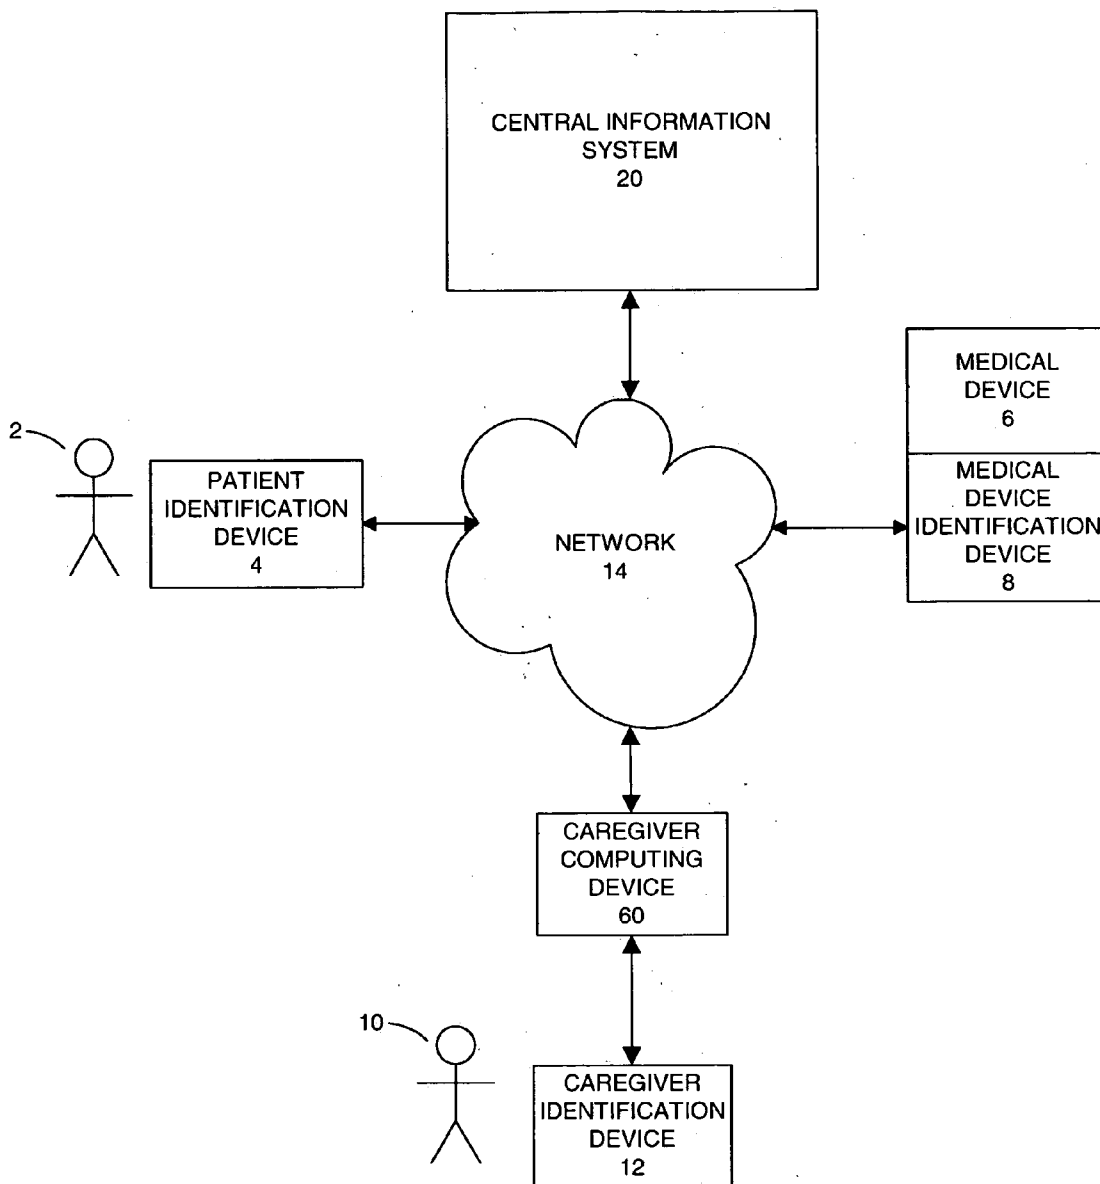 CENTRAL INFORMATION
SYSTEM
20
MEDICAL
DEVICE
6
2
PATIENT
IDENTIFICATION
DEVICE
4
NETWORK
14
MEDICAL
DEVICE
IDENTIFICATION
DEVICE
8
CAREGIVER
COMPUTING
DEVICE
60
10
CAREGIVER
IDENTIFICATION
DEVICE
12